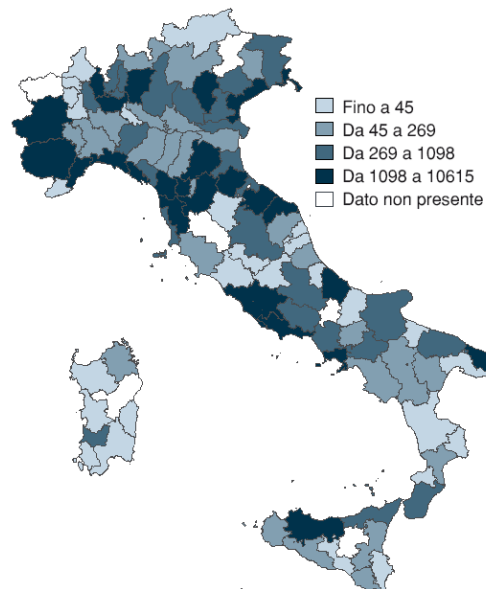 Fino a 45
Da 45 a 269
Da 269 a 1098
Da 1098 a 10615
Dato non presente